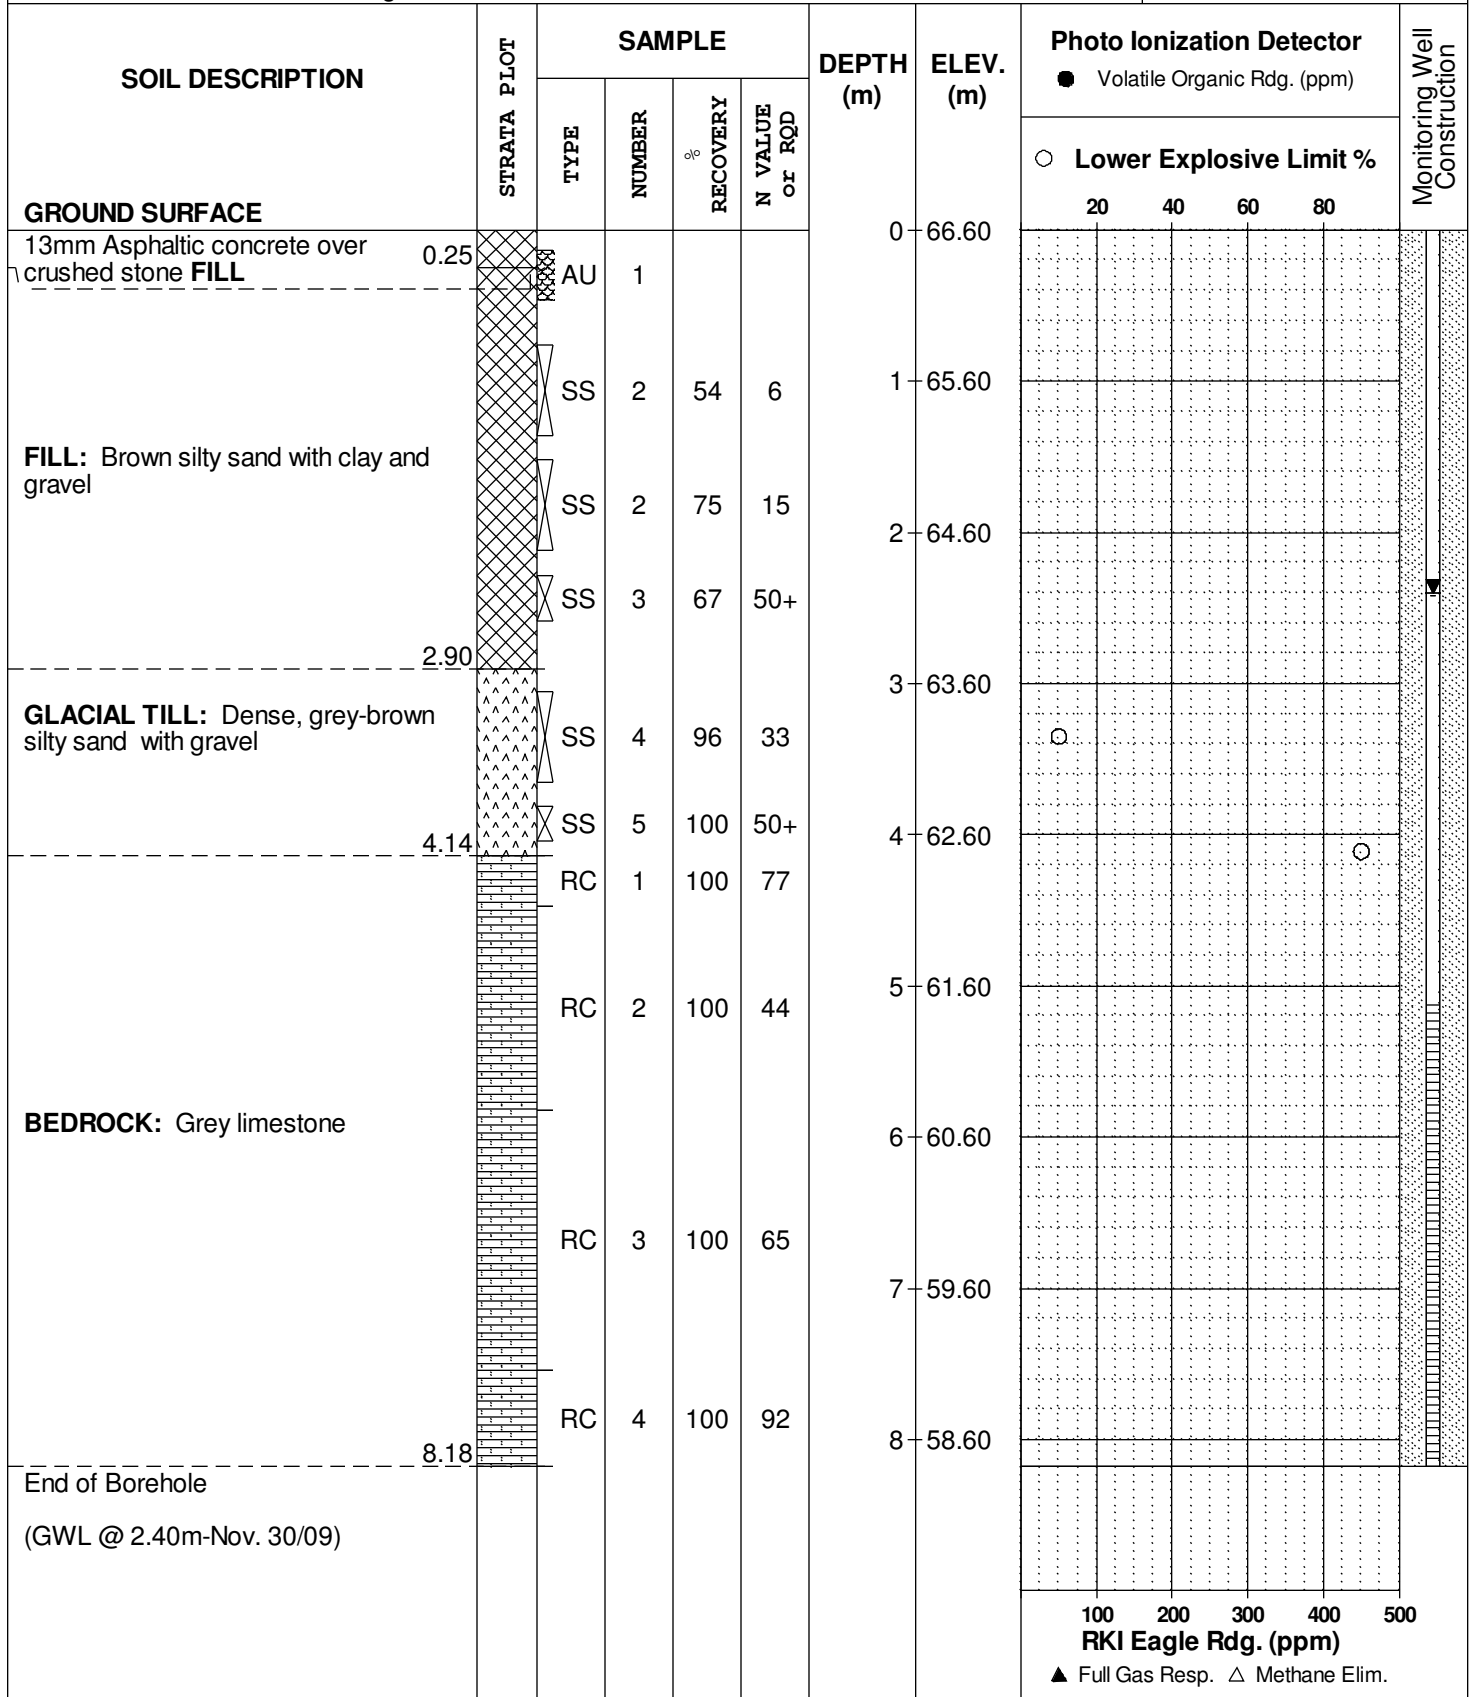 SOIL DESCRIPTION
GROUND SURFACE
STRATA PLOT
SAMPLE
TYPE
NUMBER
%
RECOVERY
N VALUE
or RQD
DEPTH
(m)
ELEV.
(m)
Photo Ionization Detector
● Volatile Organic Rdg. (ppm)
○ Lower Explosive Limit %
20 40 60 80
Monitoring Well
Construction
0 66.60
13mm Asphaltic concrete over
0.25
crushed stone FILL
AU 1
SS 2 54 6
1 65.60
FILL: Brown silty sand with clay and
gravel
SS 2 75 15
2 64.60
SS 3 67 50+
2.90
3 63.60
GLACIAL TILL: Dense, grey-brown
silty sand with gravel
SS 4 96 33
SS 5 100 50+
4 62.60
4.14
RC 1 100 77
5 61.60
RC 2 100 44
BEDROCK: Grey limestone
6 60.60
RC 3 100 65
7 59.60
RC 4 100 92
8 58.60
8.18
End of Borehole
(GWL @ 2.40m-Nov. 30/09)
100 200 300 400 500
RKI Eagle Rdg. (ppm)
▲ Full Gas Resp. △ Methane Elim.